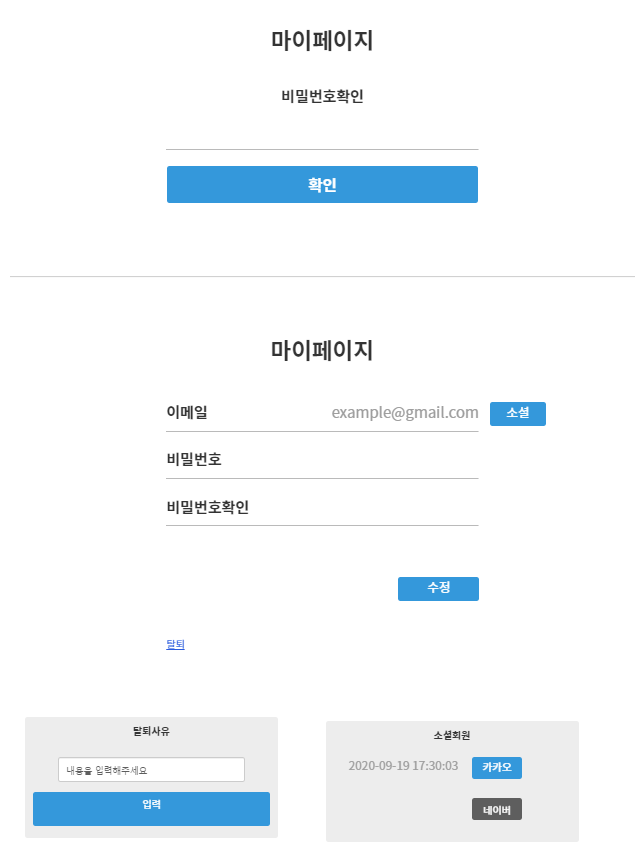 마이페이지
비밀번호확인
확인
마이페이지
이메일 example@gmail.com 소셜
비밀번호
비밀번호확인
수정
탈퇴
탈퇴사유
내용을 입력해주세요
입력
소셜회원
2020-09-19 17:30:03 카카오
네이버